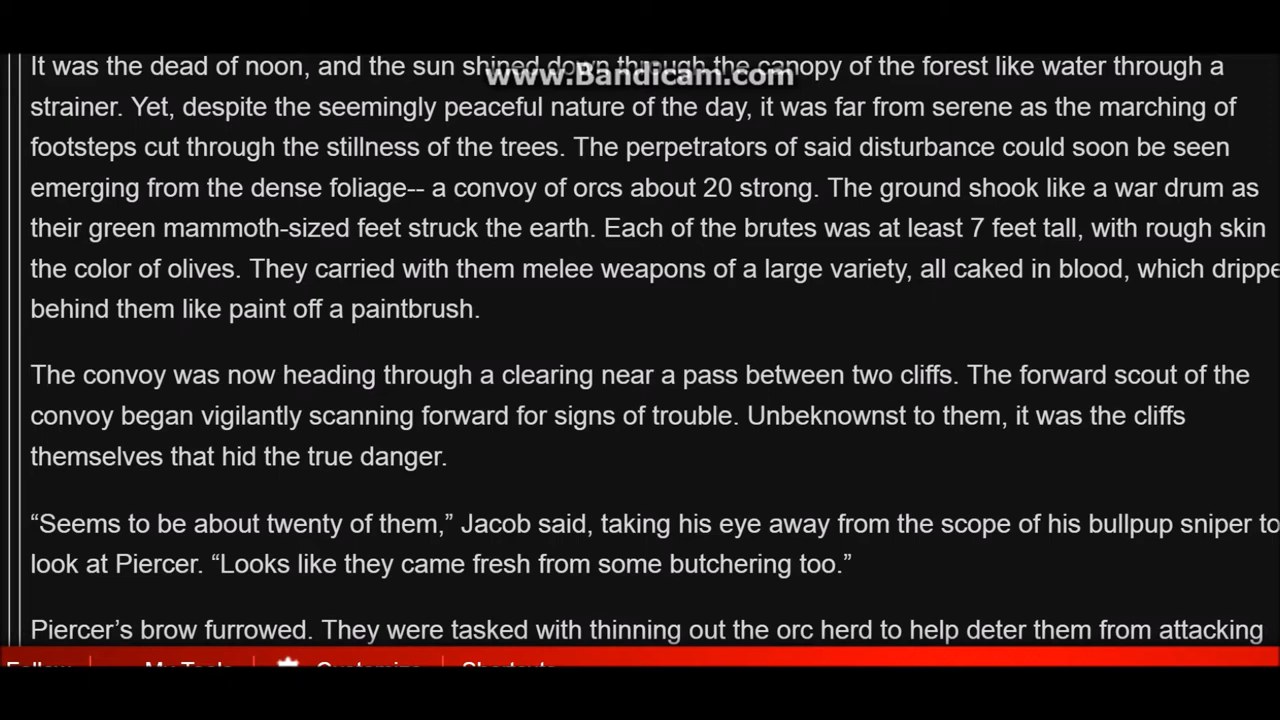 It was the dead of noon, and the sun shined down through the canopy of the forest like water through a
www.Bandicam.com
strainer. Yet, despite the seemingly peaceful nature of the day, it was far from serene as the marching of
footsteps cut through the stillness of the trees. The perpetrators of said disturbance could soon be seen
emerging from the dense foliage-- a convoy of orcs about 20 strong. The ground shook like a war drum as
their green mammoth-sized feet struck the earth. Each of the brutes was at least 7 feet tall, with rough skin
the color of olives. They carried with them melee weapons of a large variety, all caked in blood, which drippe
behind them like paint off a paintbrush.
The convoy was now heading through a clearing near a pass between two cliffs. The forward scout of the
convoy began vigilantly scanning forward for signs of trouble. Unbeknownst to them, it was the cliffs
themselves that hid the true danger.
“Seems to be about twenty of them,” Jacob said, taking his eye away from the scope of his bullpup sniper to
look at Piercer. “Looks like they came fresh from some butchering too.”
Piercer’s brow furrowed. They were tasked with thinning out the orc herd to help deter them from attacking
Follow My Tools Customize Shortcuts